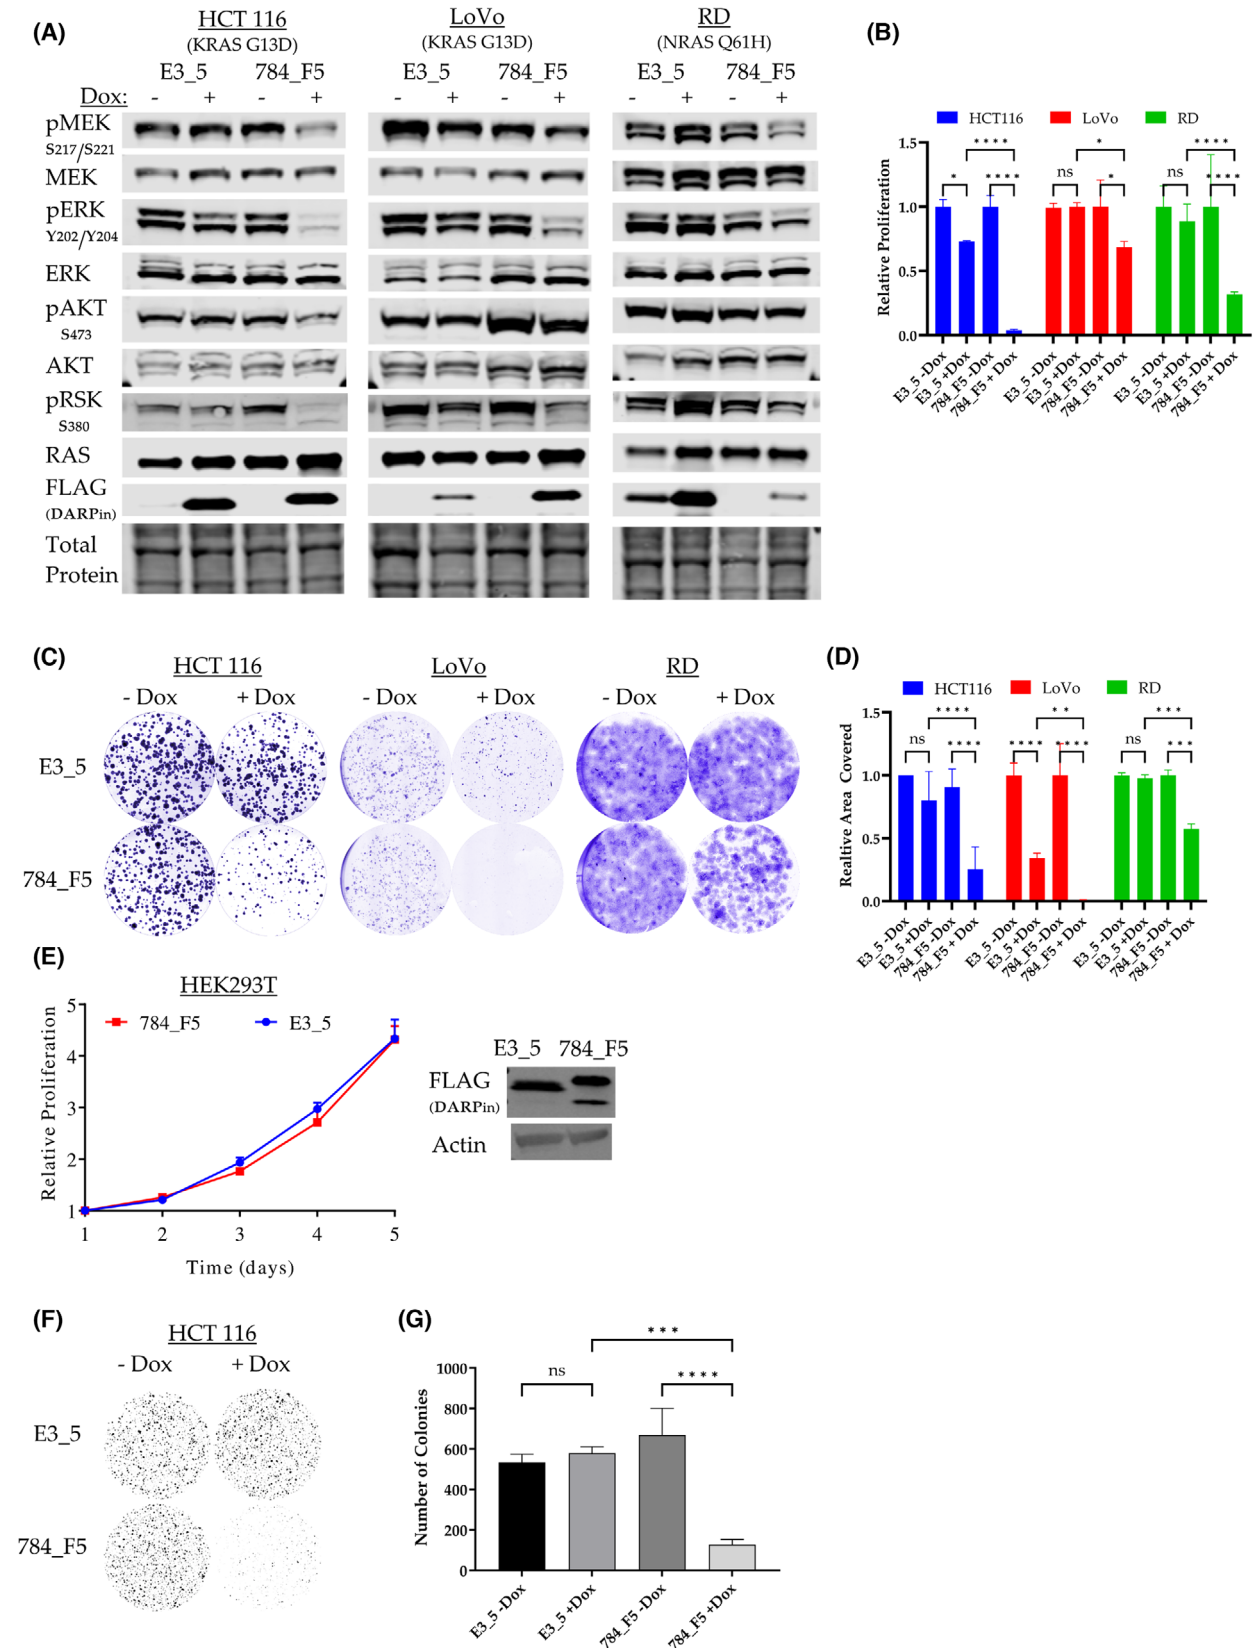 (A)
HCT 116
(KRAS G13D)
LoVo
(KRAS G13D)
RD
(NRAS Q61H)
E3_5 784_F5 E3_5 784_F5 E3_5 784_F5
Dox: - + - + - + - + - + - +
pMEK
S217/S221
MEK
pERK
Y202/Y204
ERK
pAKT
S473
AKT
pRSK
S380
RAS
FLAG
(DARPin)
Total
Protein
(B)
HCT116 LoVo RD
Relative Proliferation
1.5
1.0
0.5
0.0
* * * * * * * * *
* * * * * ns * ns * * * *
E3_5 -Dox
E3_5 +Dox
784_F5 -Dox
784_F5 + Dox
E3_5 -Dox
E3_5 +Dox
784_F5 -Dox
784_F5 + Dox
E3_5 -Dox
E3_5 +Dox
784_F5 -Dox
784_F5 + Dox
(C)
HCT 116 LoVo RD
- Dox + Dox - Dox + Dox - Dox + Dox
E3_5
784_F5
(D)
HCT116 LoVo RD
Realtive Area Covered
1.5
1.0
0.5
0.0
* * * * * * * * *
ns * * * * * * * * * * * * ns * * *
E3_5 -Dox
E3_5 +Dox
784_F5 -Dox
784_F5 + Dox
E3_5 -Dox
E3_5 +Dox
784_F5 -Dox
784_F5 + Dox
E3_5 -Dox
E3_5 +Dox
784_F5 -Dox
784_F5 + Dox
(E)
HEK293T
784_F5 E3_5
Relative Proliferation
5
4
3
2
1
1 2 3 4 5
Time (days)
E3_5 784_F5
FLAG
(DARPin)
Actin
(F)
HCT 116
- Dox + Dox
E3_5
784_F5
(G)
Number of Colonies
1000
800
600
400
200
0
* * *
ns * * * *
E3_5 -Dox
E3_5 +Dox
784_F5 -Dox
784_F5 +Dox